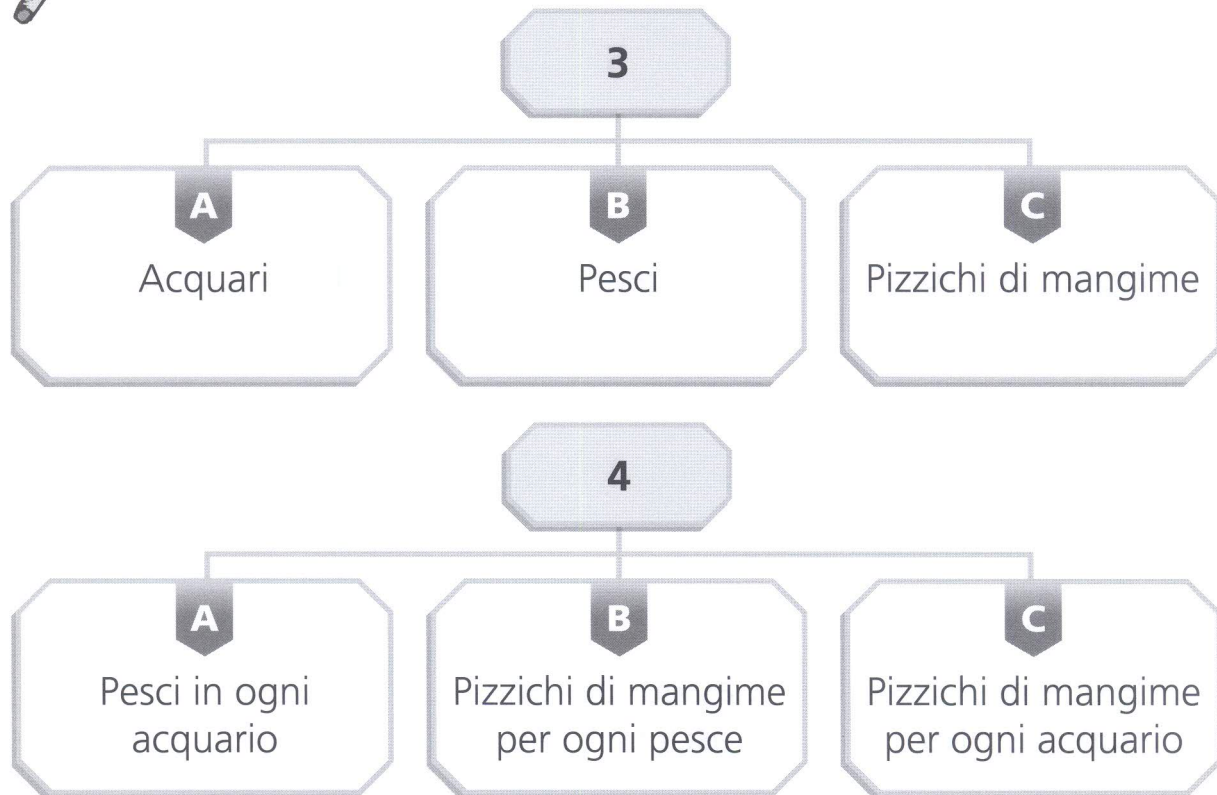 3
A
B
C
Acquari
Pesci
Pizzichi di mangime
4
A
B
C
Pesci in ogni
acquario
Pizzichi di mangime
per ogni pesce
Pizzichi di mangime
per ogni acquario